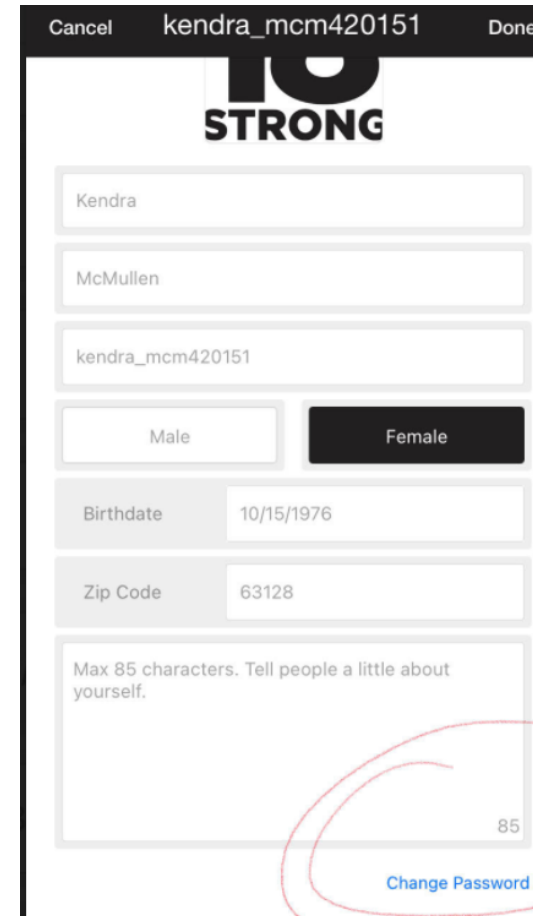 Cancel kendra_mcm420151 Done
18
STRONG
Kendra
McMullen
kendra_mcm420151
Male Female
Birthdate 10/15/1976
Zip Code 63128
Max 85 characters. Tell people a little about
yourself.
85
Change Password